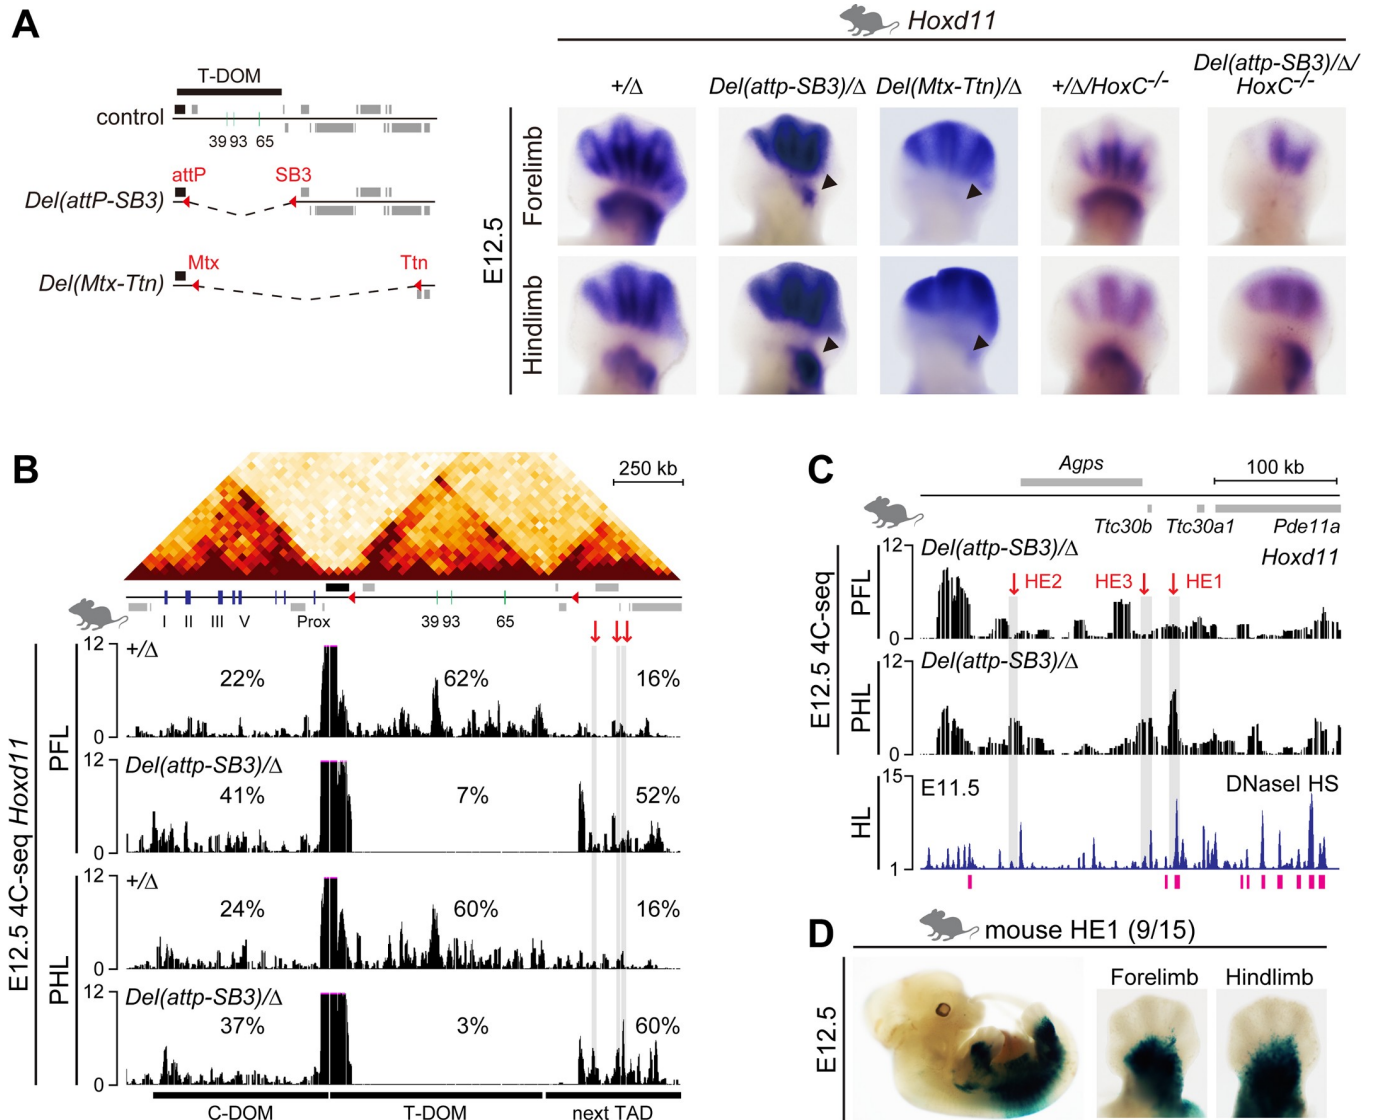 A
Hoxd11
T-DOM
control
39 93 65
attP SB3
Del(attP-SB3)
Mtx Ttn
Del(Mtx-Ttn)
+/Δ
Del(attp-SB3)/Δ
Del(Mtx-Ttn)/Δ
+/Δ/HoxC-/-
Del(attp-SB3)/Δ/
HoxC-/-
E12.5
Forelimb
Hindlimb
B
250 kb
I II III V Prox 39 93 65
E12.5 4C-seq Hoxd11
PFL
12
+/Δ
22% 62% 16%
0
12
Del(attp-SB3)/Δ
41% 7% 52%
0
PHL
12
+/Δ
24% 60% 16%
0
12
Del(attp-SB3)/Δ
37% 3% 60%
0
C-DOM T-DOM next TAD
C
Agps
100 kb
Ttc30b Ttc30a1 Pde11a
E12.5 4C-seq
PFL
12
Del(attp-SB3)/Δ
Hoxd11
HE2 HE3 HE1
0
PHL
12
Del(attp-SB3)/Δ
0
HL
15
E11.5
DNaseI HS
1
D
mouse HE1 (9/15)
E12.5
Forelimb
Hindlimb